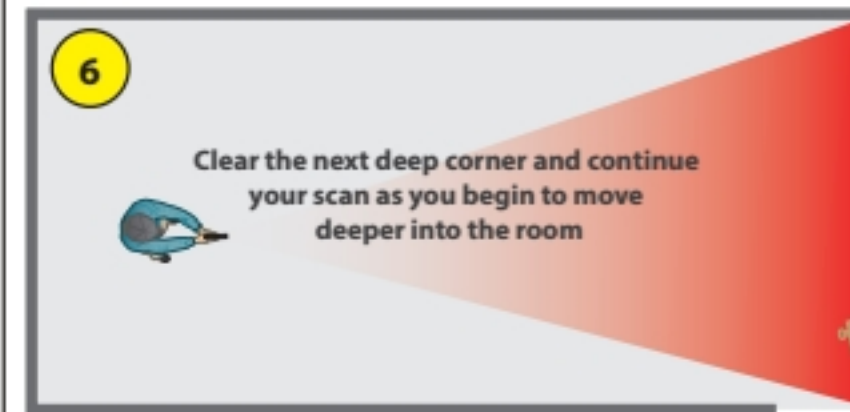 6
Clear the next deep corner and continue
your scan as you begin to move
deeper into the room